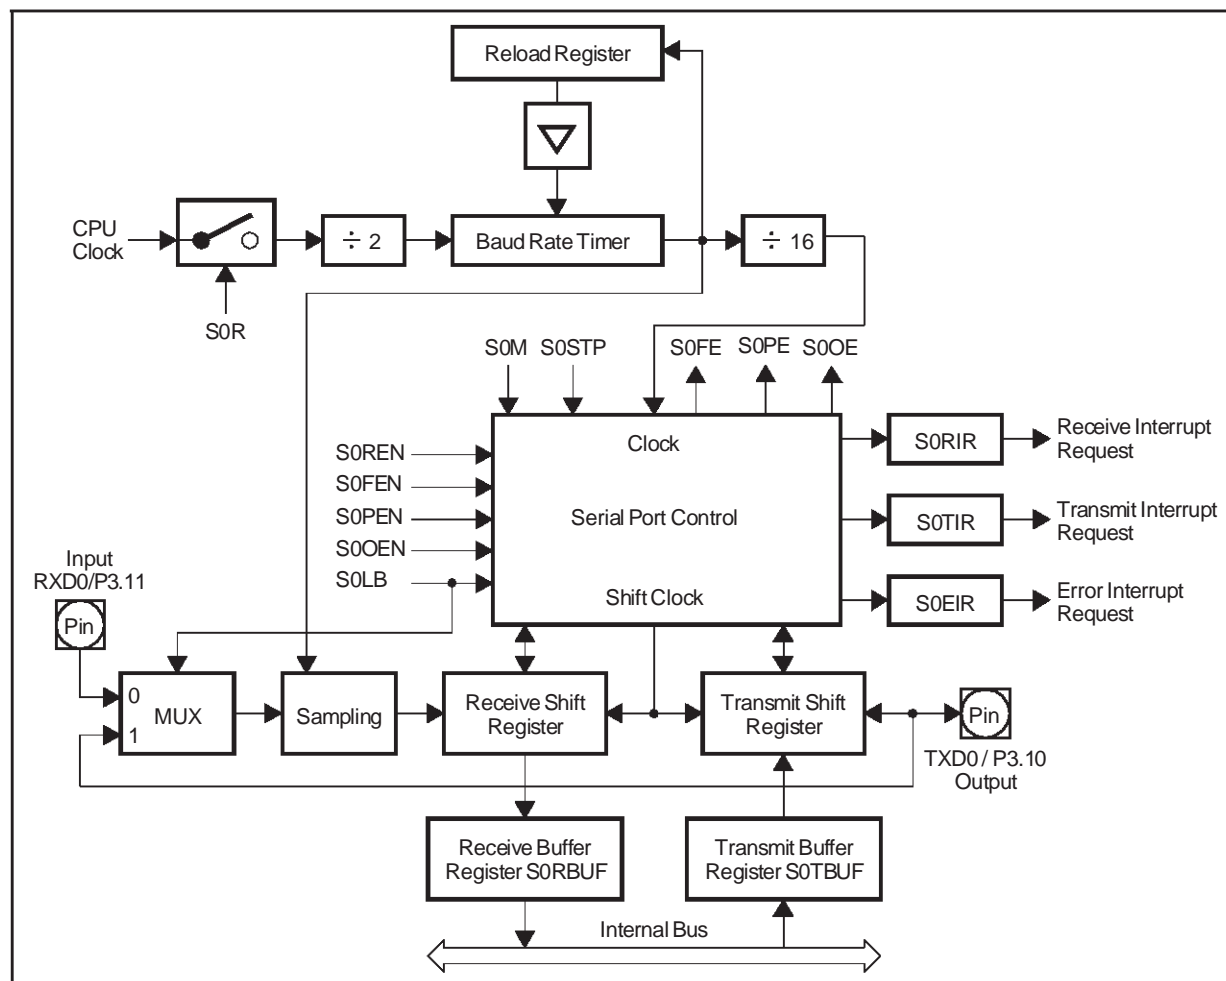 Reload Register
CPU
Clock
÷ 2
Baud Rate Timer
÷ 16
S0R
S0M
S0STP
S0FE
S0PE
S0OE
Clock
S0REN
S0FEN
S0PEN
S0OEN
S0LB
Serial Port Control
Shift Clock
S0RIR
Receive Interrupt
Request
S0TIR
Transmit Interrupt
Request
S0EIR
Error Interrupt
Request
Input
RXD0/P3.11
Pin
0
MUX
1
Sampling
Receive Shift
Register
Transmit Shift
Register
Pin
TXD0 / P3.10
Output
Receive Buffer
Register S0RBUF
Transmit Buffer
Register S0TBUF
Internal Bus